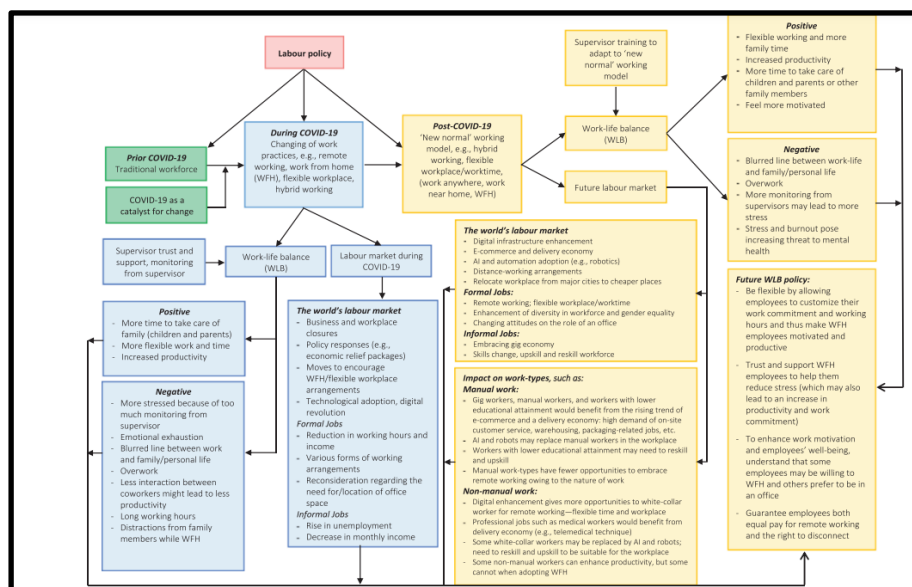 Labour policy
Prior COVID-19
Traditional workforce
COVID-19 as a
catalyst for change
During COVID-19
Changing of work
practices, e.g., remote
working, work from home
(WFH), flexible workplace,
hybrid working
Post-COVID-19
‘New normal’ working
model, e.g., hybrid
working, flexible
workplace/worktime,
(work anywhere, work
near home, WFH)
Supervisor training to
adapt to ‘new
normal’ working
model
Work-life balance
(WLB)
Future labour market
Positive
- Flexible working and more
family time
- Increased productivity
- More time to take care of
children and parents or other
family members
- Feel more motivated
Negative
- Blurred line between work-life
and family/personal life
- Overwork
- More monitoring from
supervisors may lead to more
stress
- Stress and burnout pose
increasing threat to mental
health
Supervisor trust and
support, monitoring
from supervisor
Work-life balance
(WLB)
Labour market during
COVID-19
Positive
- More time to take care of
family (children and parents)
- More flexible work and time
- Increased productivity
Negative
- More stressed because of too
much monitoring from
supervisor
- Emotional exhaustion
- Blurred line between work
and family/personal life
- Overwork
- Less interaction between
coworkers might lead to less
productivity
- Long working hours
- Distractions from family
members while WFH
The world’s labour market
- Business and workplace
closures
- Policy responses (e.g.,
economic relief packages)
- Moves to encourage
WFH/flexible workplace
arrangements
- Technological adoption, digital
revolution
Formal Jobs
- Reduction in working hours and
income
- Various forms of working
arrangements
- Reconsideration regarding the
need for/location of office
space
Informal Jobs
- Rise in unemployment
- Decrease in monthly income
The world’s labour market
- Digital infrastructure enhancement
- E-commerce and delivery economy
- AI and automation adoption (e.g., robotics)
- Distance-working arrangements
- Relocate workplace from major cities to cheaper places
Formal Jobs:
- Remote working; flexible workplace/worktime
- Enhancement of diversity in workforce and gender equality
- Changing attitudes on the role of an office
Informal Jobs:
- Embracing gig economy
- Skills change, upskill and reskill workforce
Impact on work-types, such as:
Manual work:
- Gig workers, manual workers, and workers with lower
educational attainment would benefit from the rising trend of
e-commerce and a delivery economy: high demand of on-site
customer service, warehousing, packaging-related jobs, etc.
- AI and robots may replace manual workers in the workplace
- Workers with lower educational attainment may need to reskill
and upskill
- Manual work-types have fewer opportunities to embrace
remote working owing to the nature of work
Non-manual work:
- Digital enhancement gives more opportunities to white-collar
worker for remote working—flexible time and workplace
- Professional jobs such as medical workers would benefit from
delivery economy (e.g., telemedical technique)
- Some white-collar workers may be replaced by AI and robots;
need to reskill and upskill to be suitable for the workplace
- Some non-manual workers can enhance productivity, but some
cannot when adopting WFH
Future WLB policy:
- Be flexible by allowing
employees to customize their
work commitment and working
hours and thus make WFH
employees motivated and
productive
- Trust and support WFH
employees to help them
reduce stress (which may also
lead to an increase in
productivity and work
commitment)
- To enhance work motivation
and employees’ well-being,
understand that some
employees may be willing to
WFH and others prefer to be in
an office
- Guarantee employees both
equal pay for remote working
and the right to disconnect